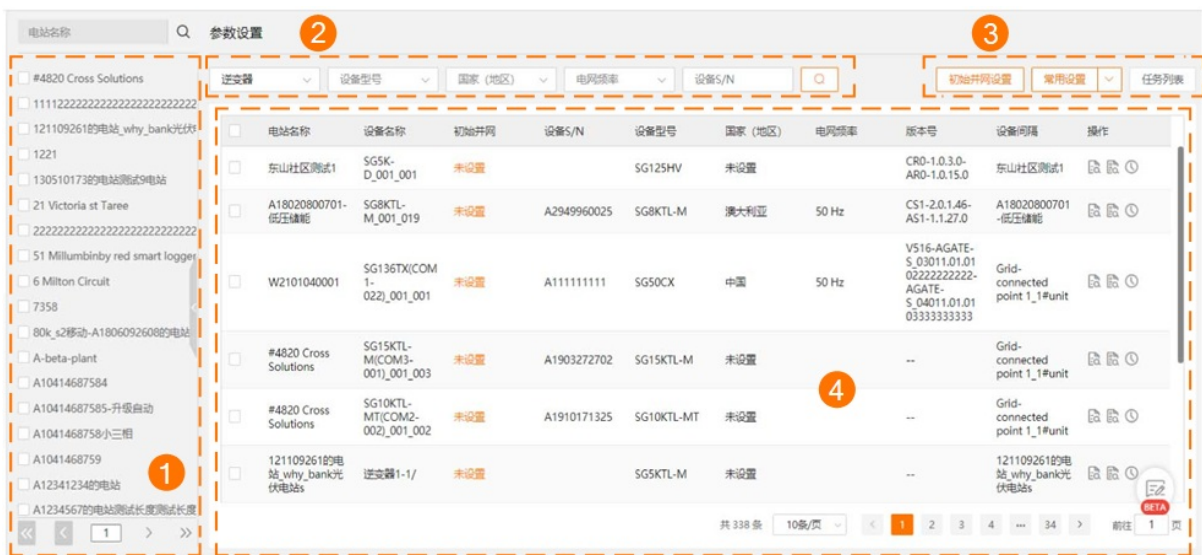 电站名称
参数设置
2
3
#4820 Cross Solutions
逆变器
设备型号
国家（地区）
电网频率
设备S/N
初始并网设置
常用设置
任务列表
121109261的电站_why_bank光伏
1221
130510173的电站测试9电站
21 Victoria st Taree
51 Millumbinby red smart logger
6 Milton Circuit
7358
80k_s2移动-A1806092608的电站
A-beta-plant
A10414687584
A10414687585-升级自动
A1041468758小三相
A1041468759
A12341234的电站
A1234567的电站测试长度测试长度
1
1
电站名称 设备名称 初始并网 设备S/N 设备型号 国家（地区） 电网频率 版本号 设备间隔 操作
东山社区测试1
SG5K-
D_001_001
未设置
SG125HV
未设置
CR0-1.0.3.0-
AR0-1.0.15.0
东山社区测试1
A18020800701-
低压储能
SG8KTL-
M_001_019
未设置
A2949960025
SG8KTL-M
澳大利亚
50 Hz
CS1-2.0.1.46-
AS1-1.1.27.0
A18020800701
-低压储能
W2101040001
SG136TX(COM
1-
022)_001_001
未设置
A111111111
SG50CX
中国
50 Hz
V516-AGATE-
S_03011.01.01
02222222222-
AGATE-
S_04011.01.01
03333333333
Grid-
connected
point 1_1#unit
#4820 Cross
Solutions
SG15KTL-
M(COM3-
001)_001_003
未设置
A1903272702
SG15KTL-M
未设置
--
Grid-
connected
point 1_1#unit
#4820 Cross
Solutions
SG10KTL-
MT(COM2-
002)_001_002
未设置
A1910171325
SG10KTL-MT
未设置
--
Grid-
connected
point 1_1#unit
4
121109261的电
站_why_bank光
伏电站s
逆变器1-1/
未设置
SG5KTL-M
未设置
--
121109261的电
站_why_bank光
伏电站s
BETA
共 338 条 10条/页 1 2 3 4 ··· 34 前往 1 页